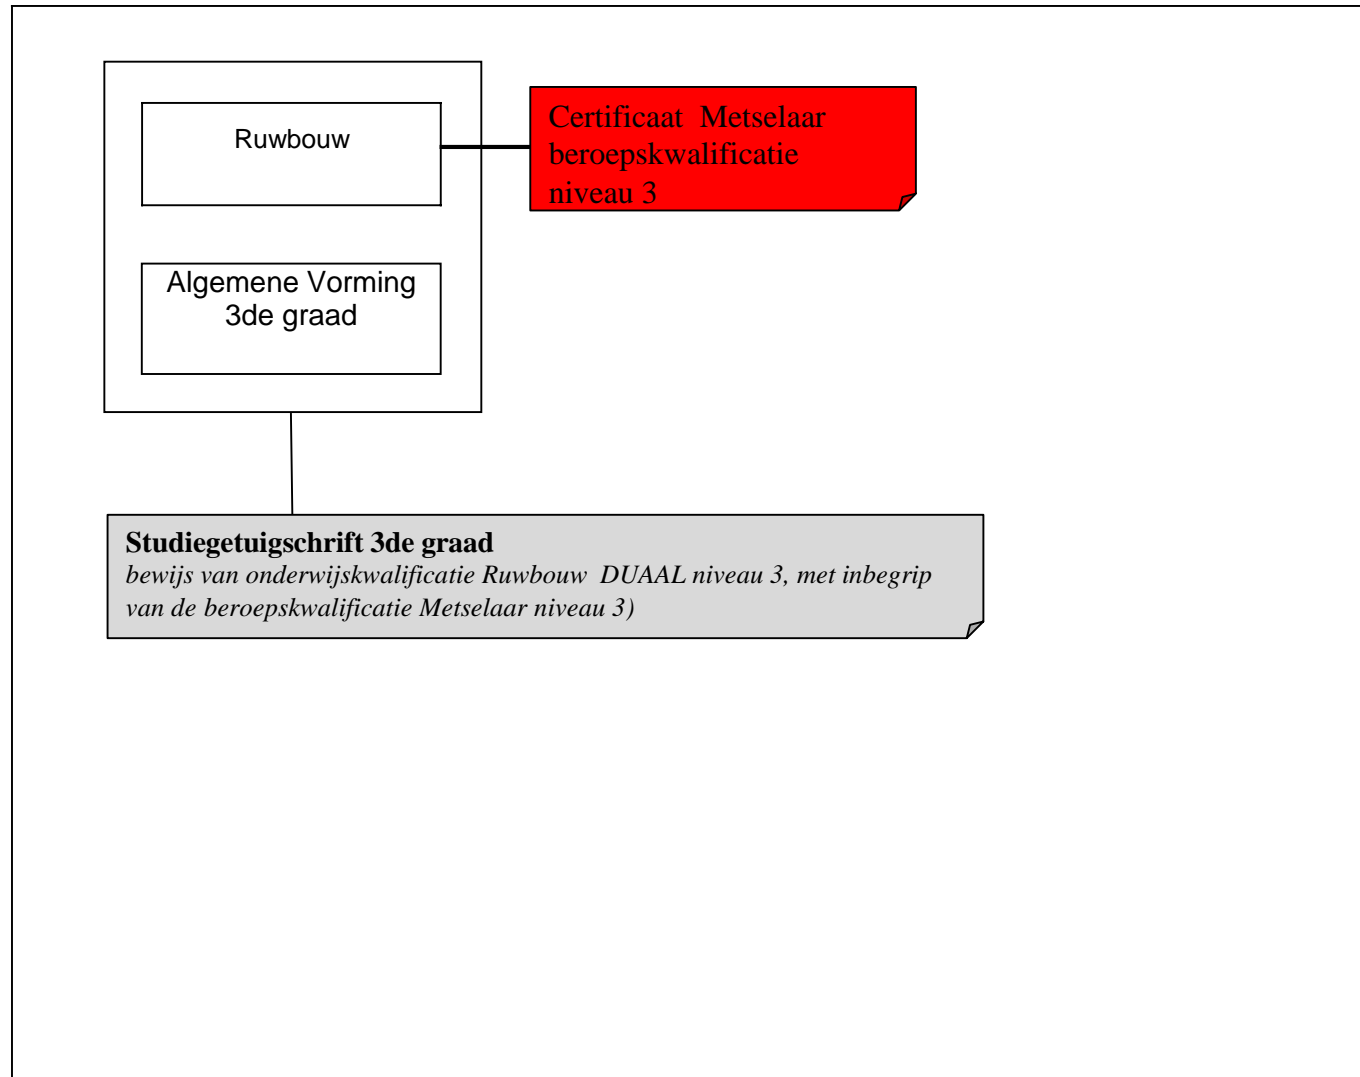 Ruwbouw
Certificaat  Metselaar
beroepskwalificatie
niveau 3
Algemene Vorming
3de graad
Studiegetuigschrift 3de graad
bewijs van onderwijskwalificatie Ruwbouw  DUAAL niveau 3, met inbegrip
van de beroepskwalificatie Metselaar niveau 3)